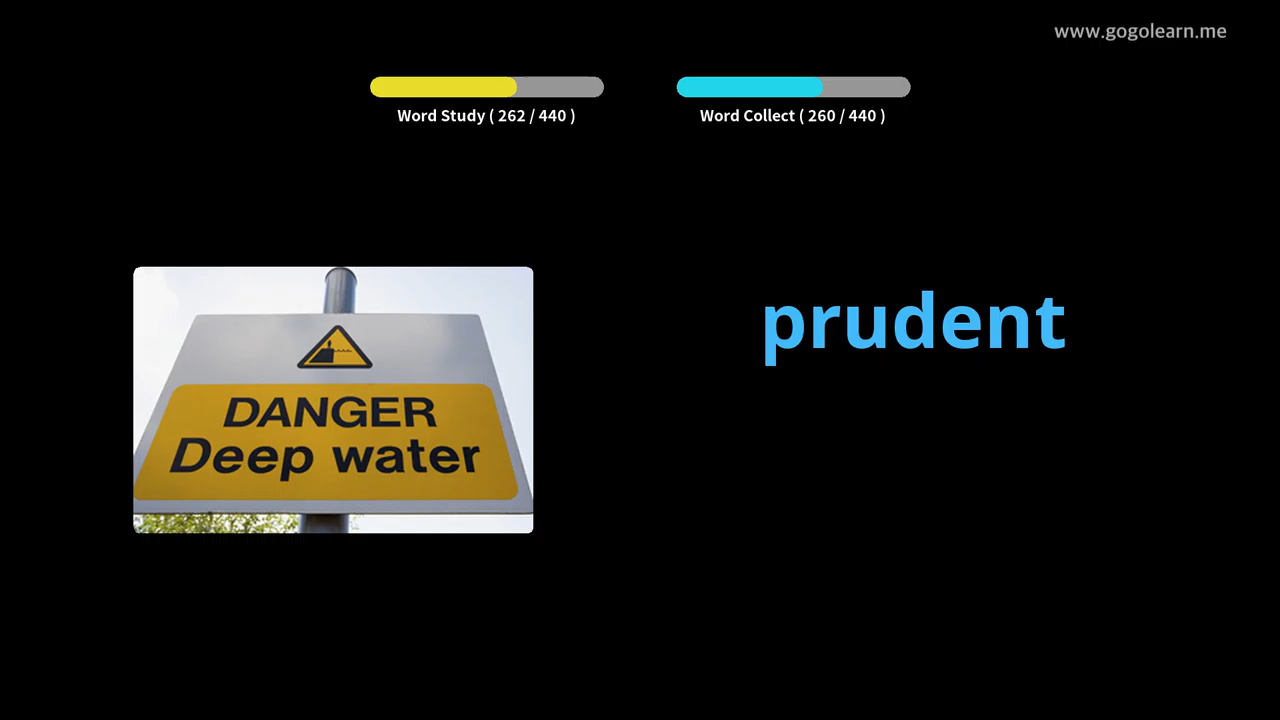 www.gogolearn.me
Word Study ( 262 / 440 )
Word Collect ( 260 / 440 )
DANGER
Deep water
prudent